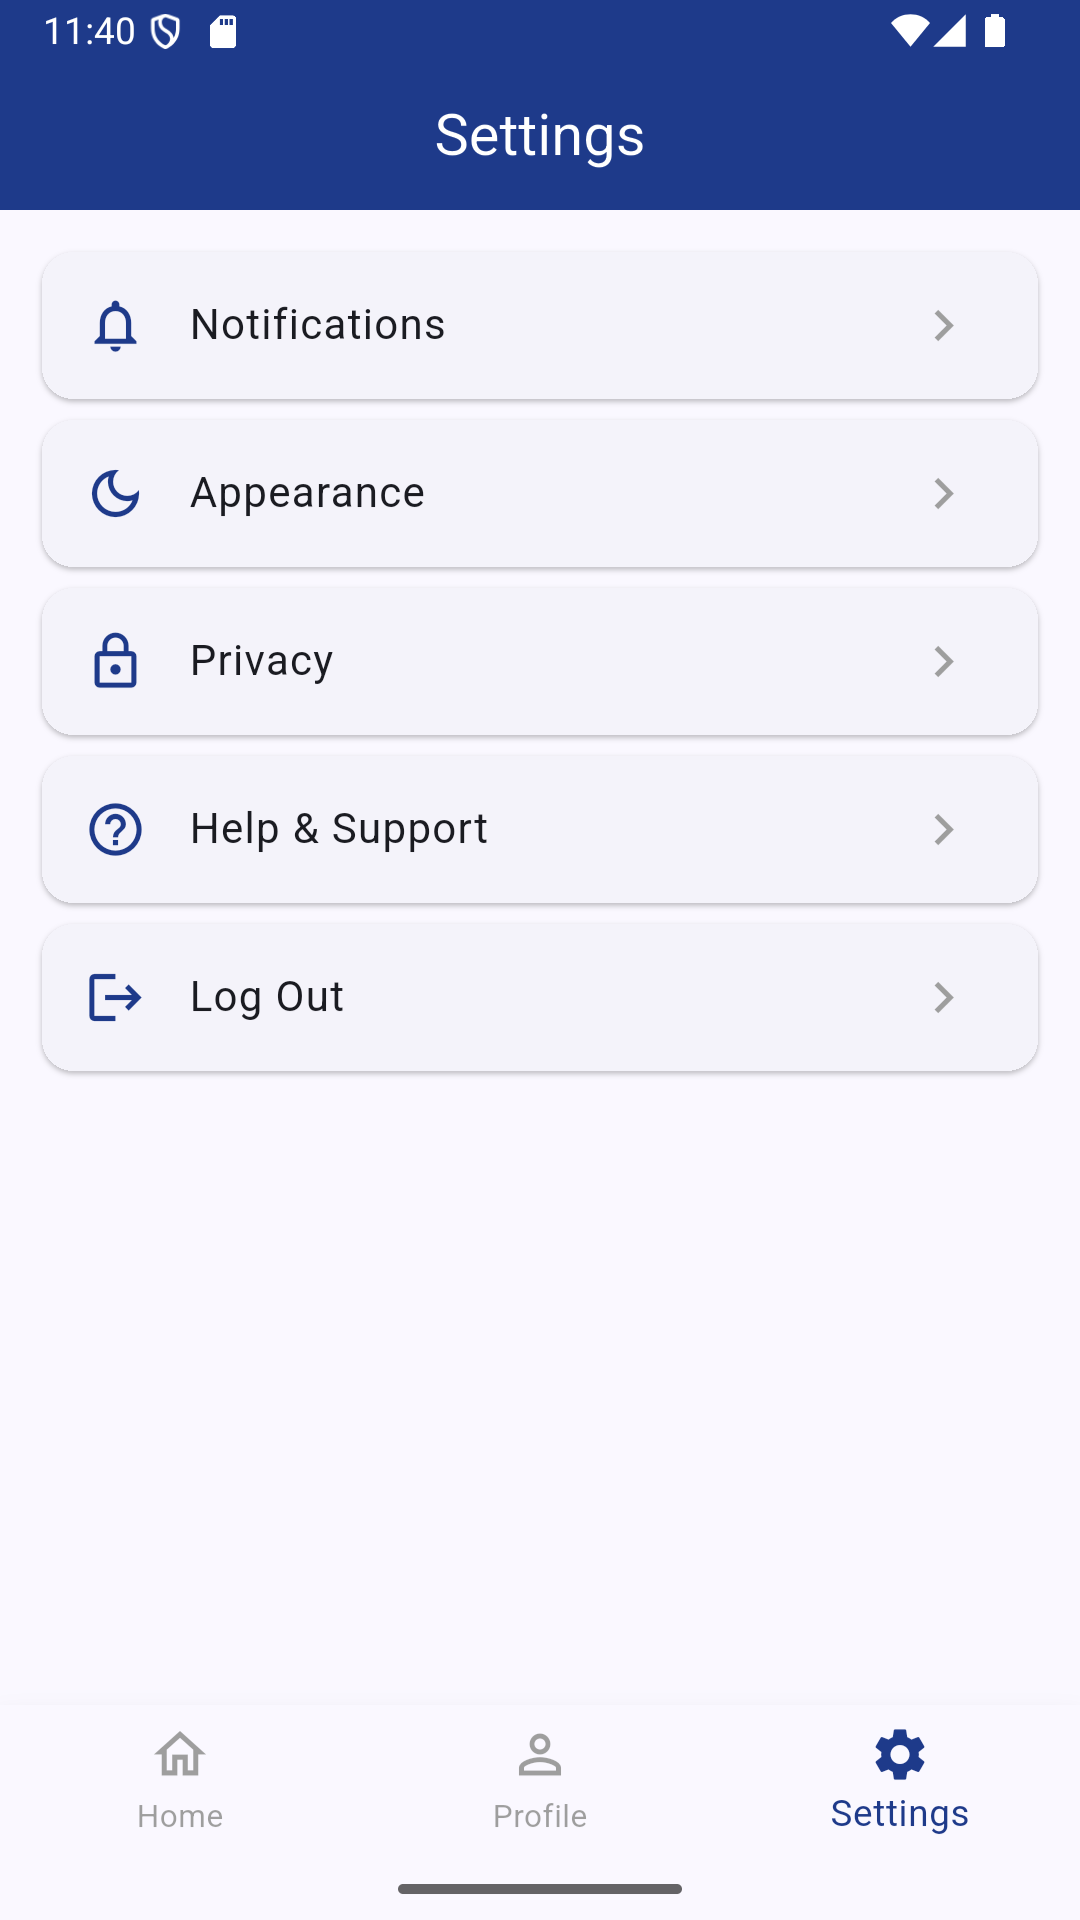 11:40
Settings
Notifications
Appearance
Privacy
Help & Support
Log Out
Home
Profile
Settings